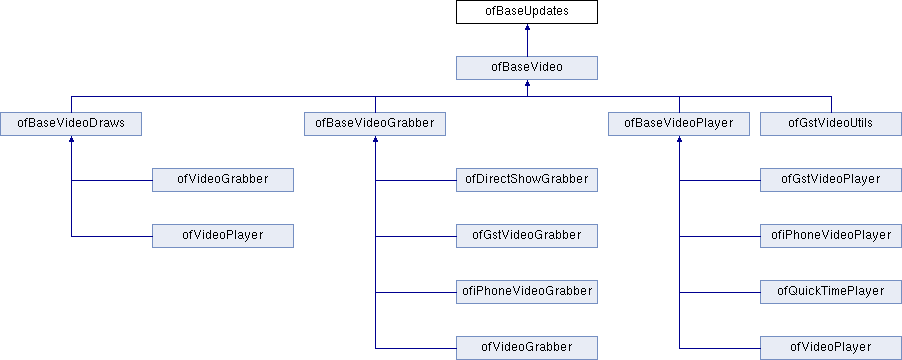 ofBaseUpdates
ofBaseVideo
ofBaseVideoDraws
ofBaseVideoGrabber
ofBaseVideoPlayer
ofGstVideoUtils
ofVideoGrabber
ofDirectShowGrabber
ofGstVideoPlayer
ofVideoPlayer
ofGstVideoGrabber
ofiPhoneVideoPlayer
ofiPhoneVideoGrabber
ofQuickTimePlayer
ofVideoGrabber
ofVideoPlayer